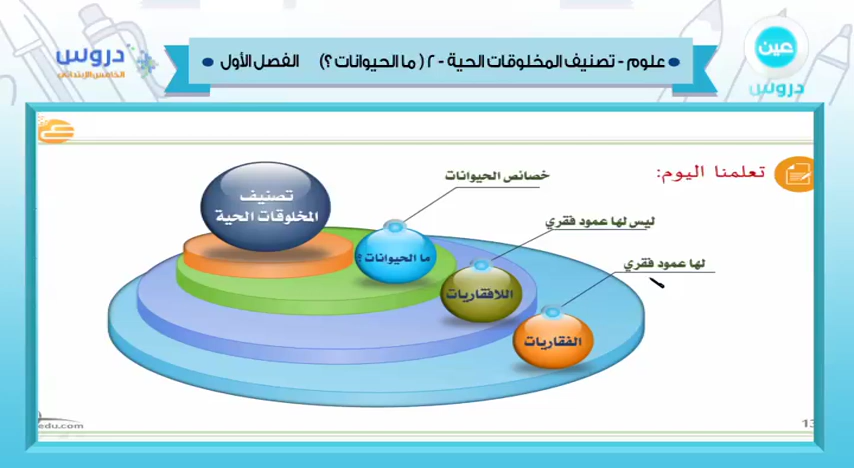 علوم - تصنيف المخلوقات الحية - ٢ ( ما الحيوانات ؟) الفصل الأول
عين
دروس
دروس
الخامس الابتدائي
تعلمنا اليوم:
تصنيف
المخلوقات الحية
خصائص الحيوانات
ما الحيوانات ؟
ليس لها عمود فقري
اللافقاريات
لها عمود فقري
الفقاريات
edu.com
13